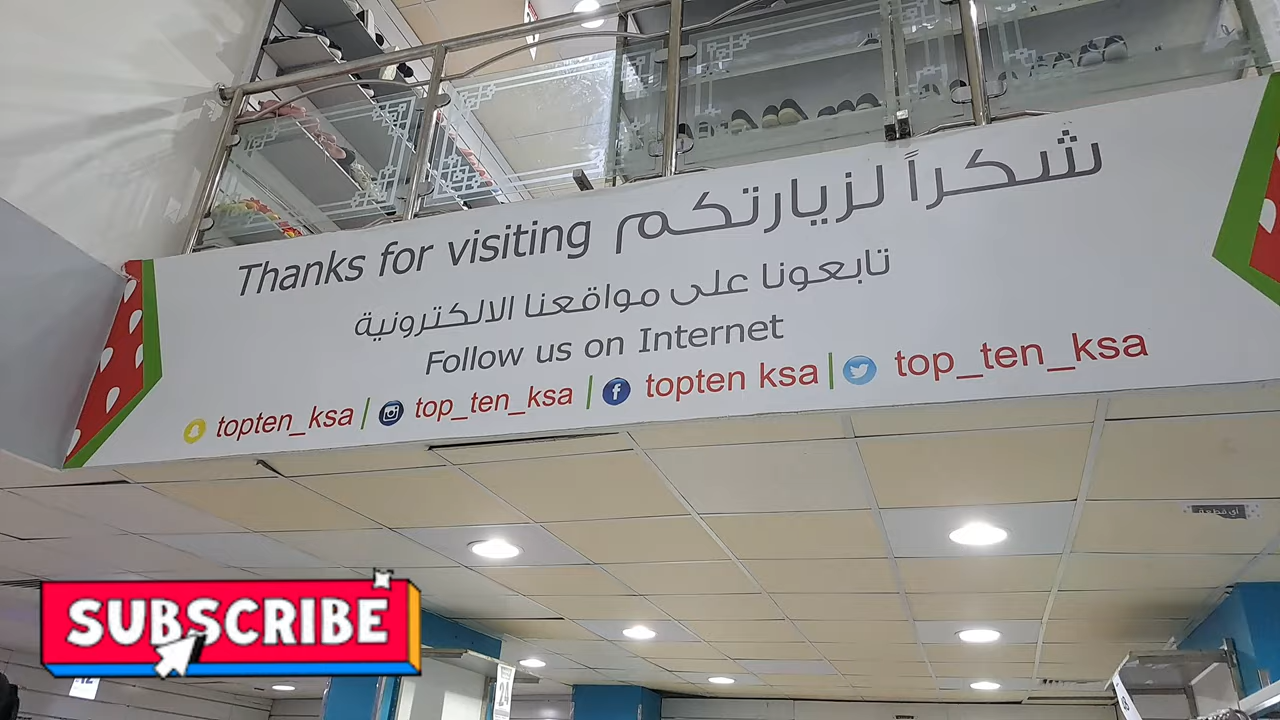 Thanks for visiting شكراً لزيارتكم
تابعونا على مواقعنا الالكترونية
Follow us on Internet
topten_ksa | top_ten_ksa | topten ksa | top_ten_ksa
SUBSCRIBE